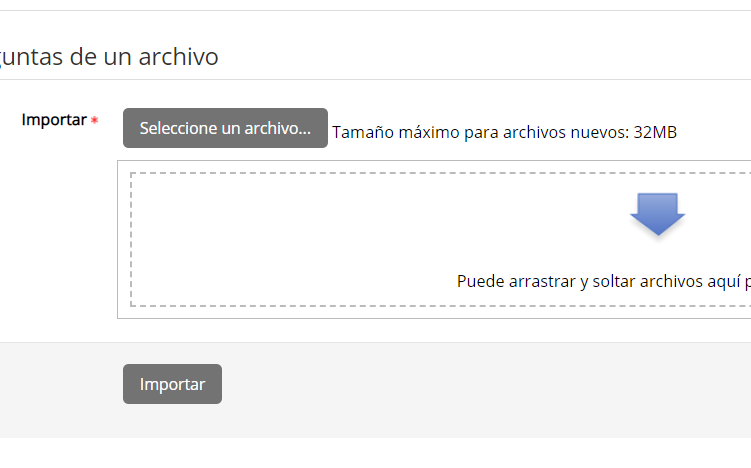 guntas de un archivo
Importar *
Seleccione un archivo... Tamaño máximo para archivos nuevos: 32MB
Puede arrastrar y soltar archivos aquí p
Importar